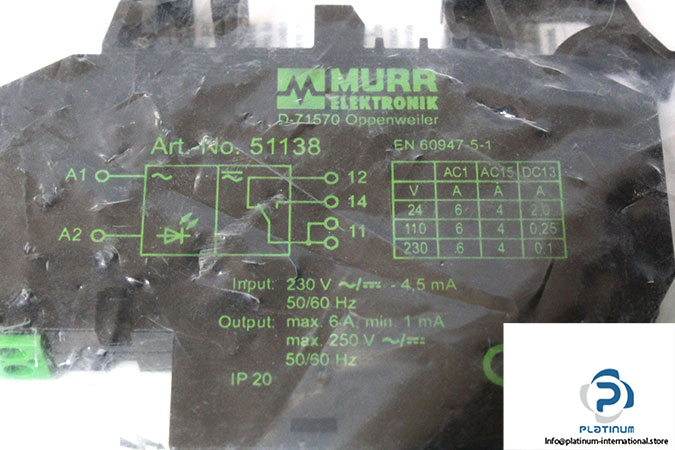 MURR
ELEKTRONIK
D-71570 Oppenweiler
Art.-No. 51138
EN 60947-5-1
A1
A2
12
14
11
AC1 AC15 DC13
V A A A
24 6 4 2,0
110 6 4 0,25
230 6 4 0,1
Input: 230 V ~/⎓ - 4,5 mA
50/60 Hz
Output: max. 6 A, min. 1 mA
max. 250 V ~/⎓
50/60 Hz
IP 20
PLATINUM
Info@platinum-international.store